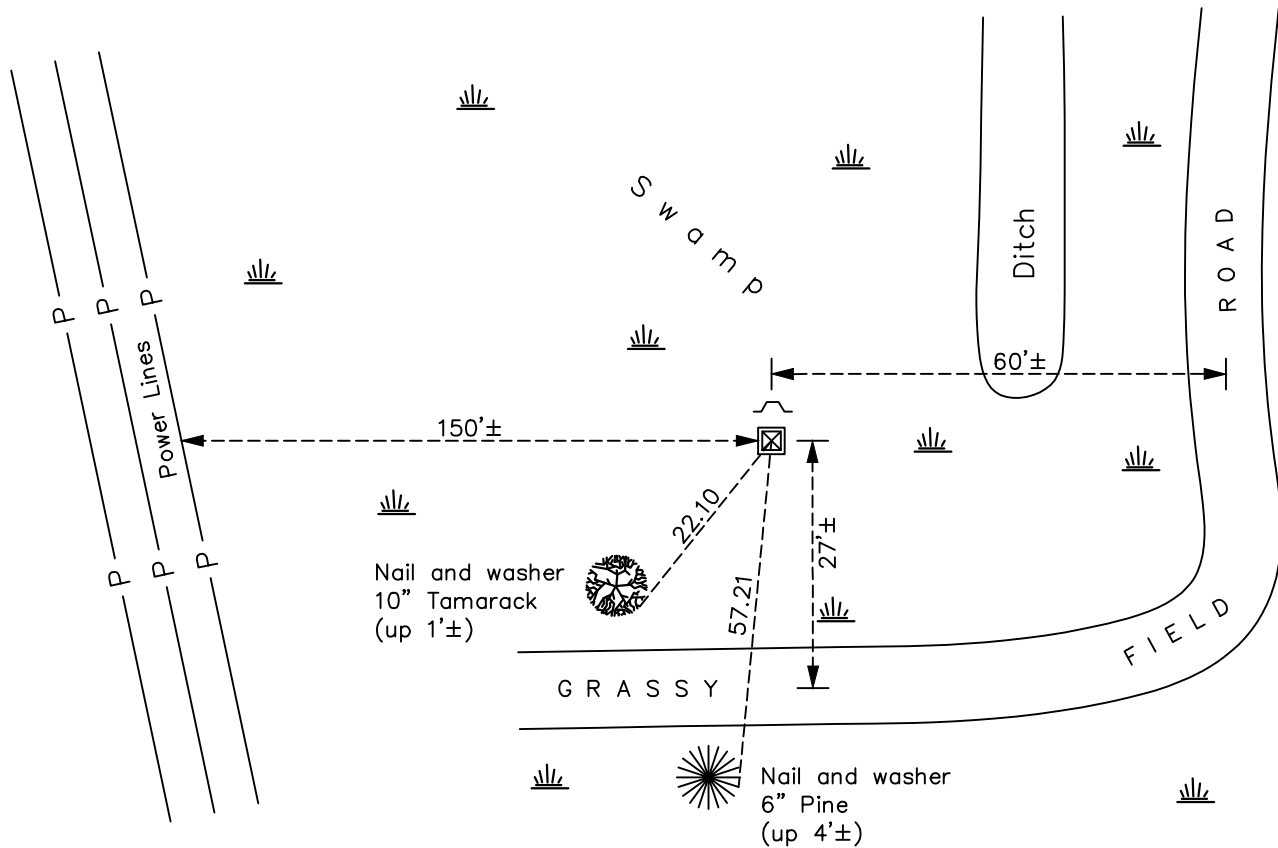 Swamp
Ditch
ROAD
P
P
P
Power Lines
60'±
150'±
22.10
27'±
57.21
P
P
P
Nail and washer
10" Tamarack
(up 1'±)
GRASSY
FIELD
Nail and washer
6" Pine
(up 4'±)